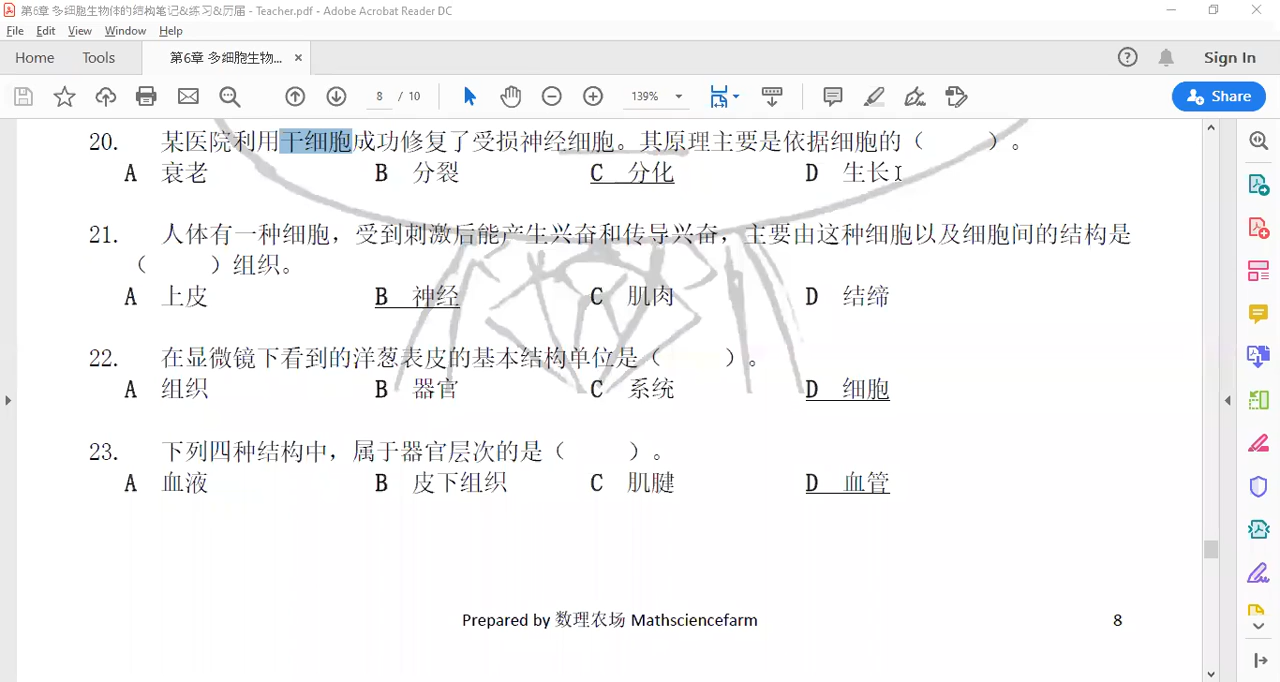 第6章 多细胞生物体的结构笔记&练习&历届 - Teacher.pdf - Adobe Acrobat Reader DC
File Edit View Window Help
Home Tools 第6章 多细胞生物... × Sign In
8 / 10 139% Share
20. 某医院利用干细胞成功修复了受损神经细胞。其原理主要是依据细胞的（ ）。
A 衰老 B 分裂 C 分化 D 生长
21. 人体有一种细胞，受到刺激后能产生兴奋和传导兴奋，主要由这种细胞以及细胞间的结构是
（ ）组织。
A 上皮 B 神经 C 肌肉 D 结缔
22. 在显微镜下看到的洋葱表皮的基本结构单位是（ ）。
A 组织 B 器官 C 系统 D 细胞
23. 下列四种结构中，属于器官层次的是（ ）。
A 血液 B 皮下组织 C 肌腱 D 血管
Prepared by 数理农场 Mathsciencefarm 8